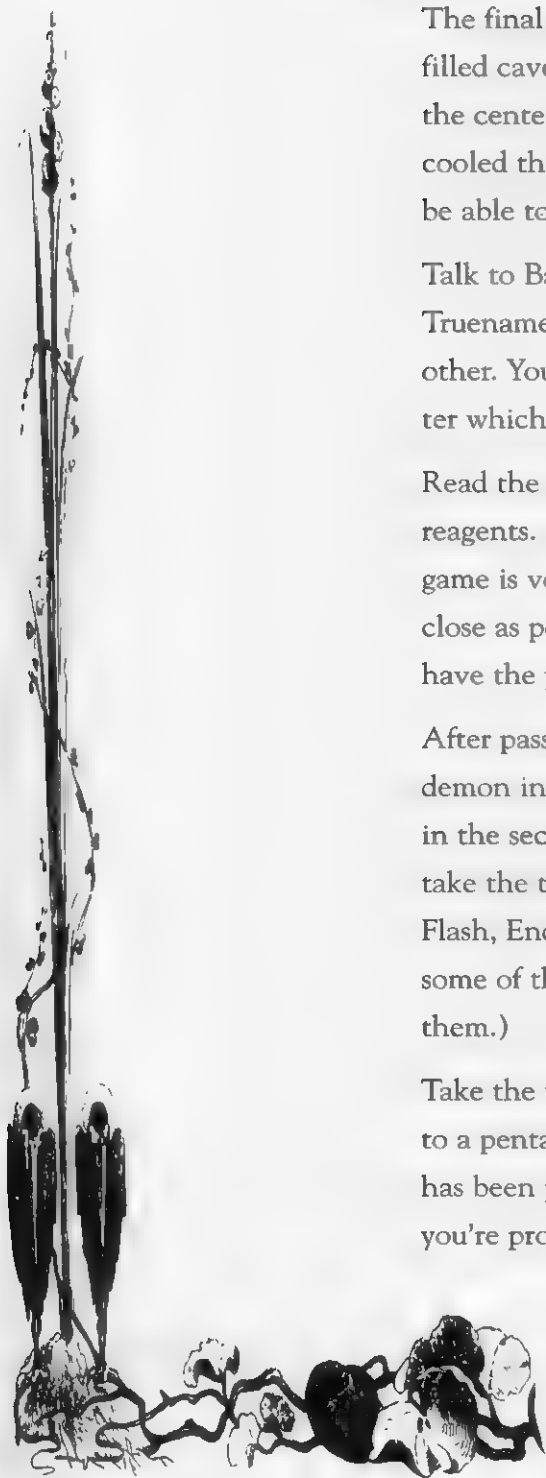 The final
filled cave
the cente
cooled th
be able to
Talk to Ba
Truename
other. You
ter which
Read the
reagents.
game is ve
close as po
have the
After pass
demon in
in the sec
take the t
Flash, End
some of th
them.)
Take the
to a penta
has been
you're pro